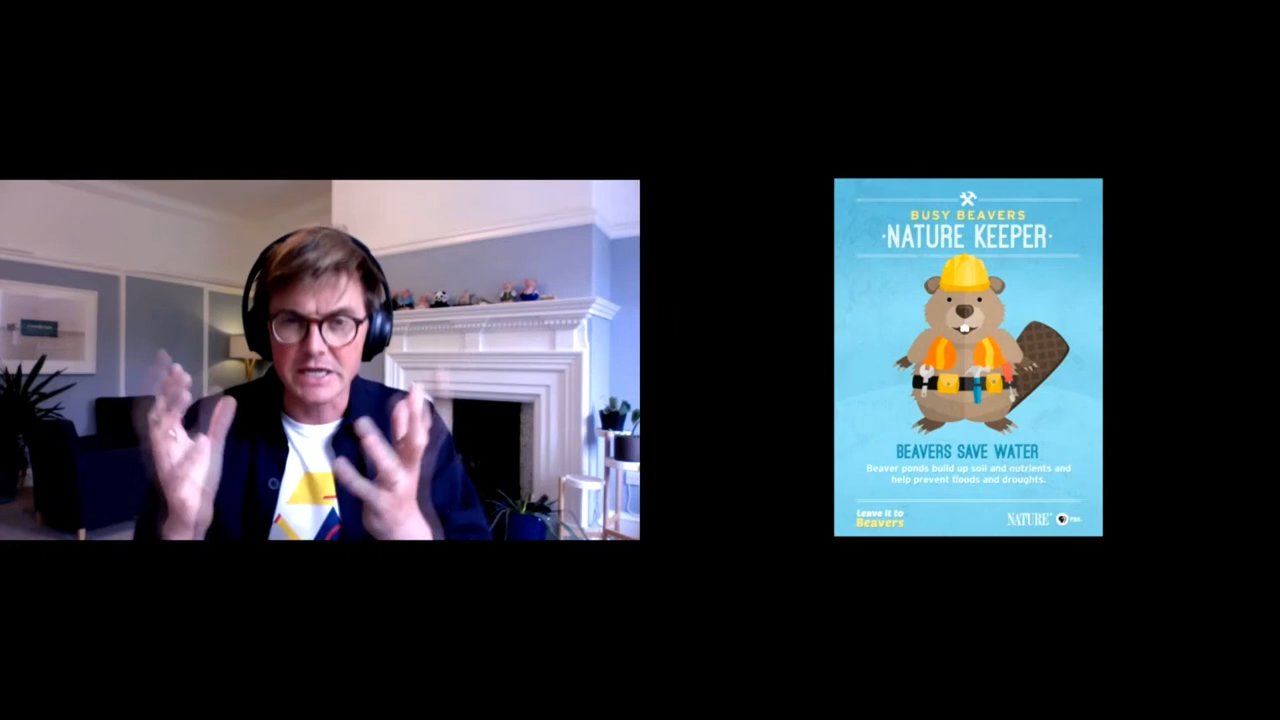 BUSY BEAVERS
·NATURE KEEPER·
BEAVERS SAVE WATER
Beaver ponds build up soil and nutrients and
help prevent floods and droughts.
Leave it to
Beavers
NATURE
PBS.